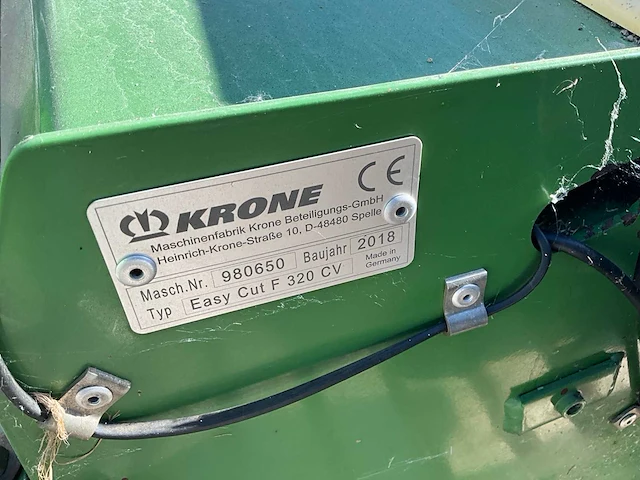 KRONE CE
Maschinenfabrik Krone Beteiligungs-GmbH
Heinrich-Krone-Straße 10, D-48480 Spelle
Masch.Nr. 980650 Baujahr 2018
Typ Easy Cut F 320 CV Made in
Germany